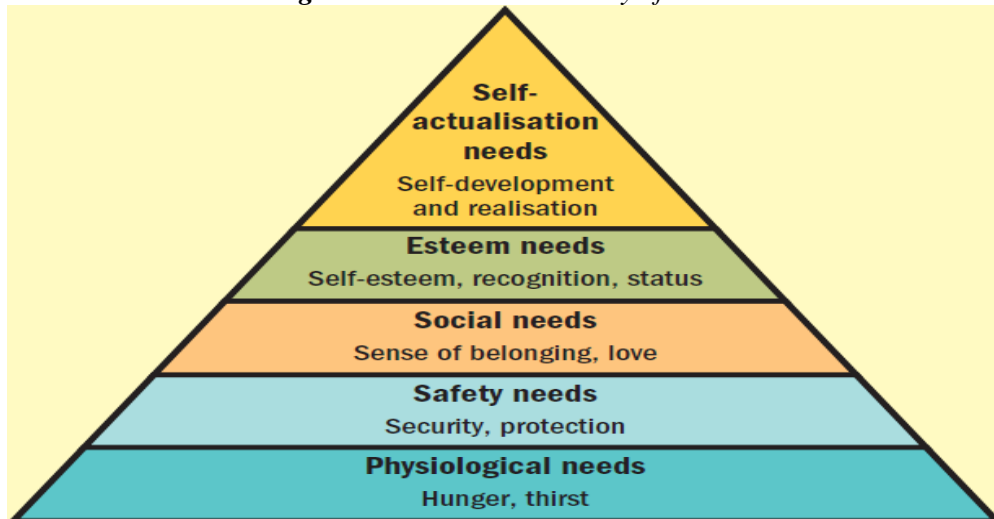 Self-
actualisation
needs
Self-development
and realisation
Esteem needs
Self-esteem, recognition, status
Social needs
Sense of belonging, love
Safety needs
Security, protection
Physiological needs
Hunger, thirst